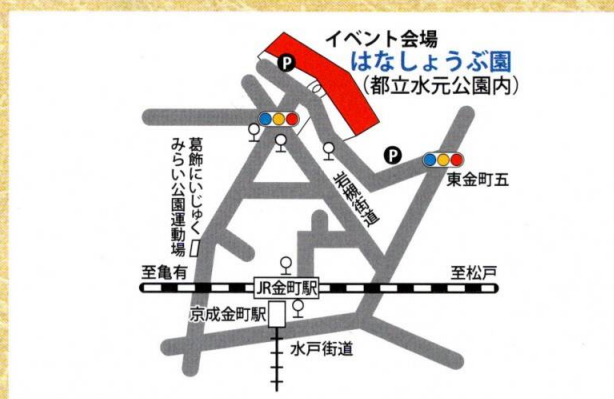 イベント会場
はなしょうぶ園
(都立水元公園内)
P
P
東金町五
岩槻街道
葛飾にいじゅく
みらい公園運動場
至亀有
JR金町駅
至松戸
京成金町駅
水戸街道